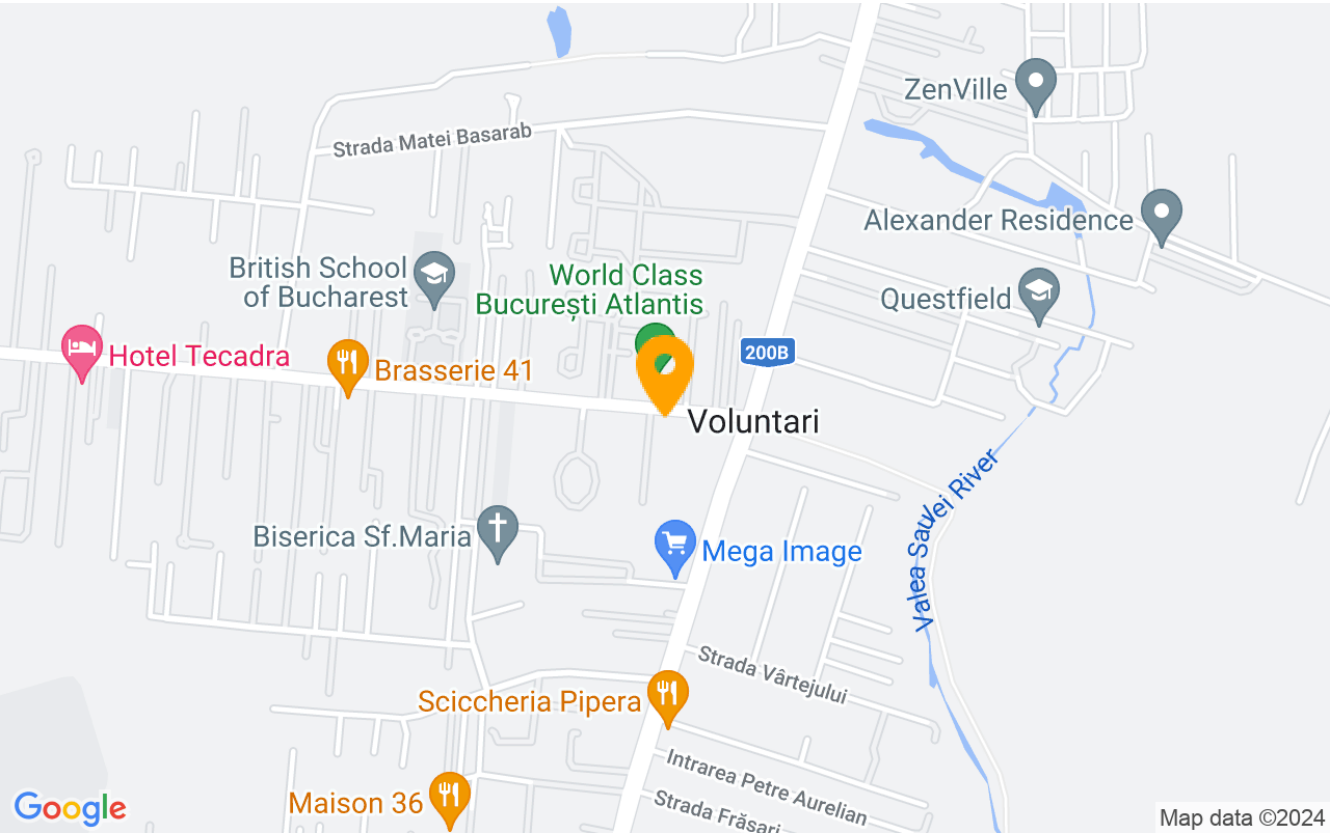 ZenVille
Strada Matei Basarab
Alexander Residence
British School
of Bucharest
World Class
București Atlantis
Questfield
Hotel Tecadra
Brasserie 41
200B
Voluntari
Valea Saulei River
Biserica Sf.Maria
Mega Image
Strada Vârtejului
Sciccheria Pipera
Intrarea Petre Aurelian
Maison 36
Strada Frăsari
Google
Map data ©2024